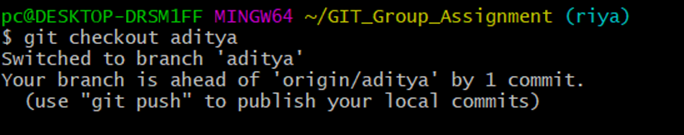 pc@DESKTOP-DRSM1FF MINGW64 ~/GIT_Group_Assignment (riya)
$ git checkout aditya
Switched to branch 'aditya'
Your branch is ahead of 'origin/aditya' by 1 commit.
  (use "git push" to publish your local commits)